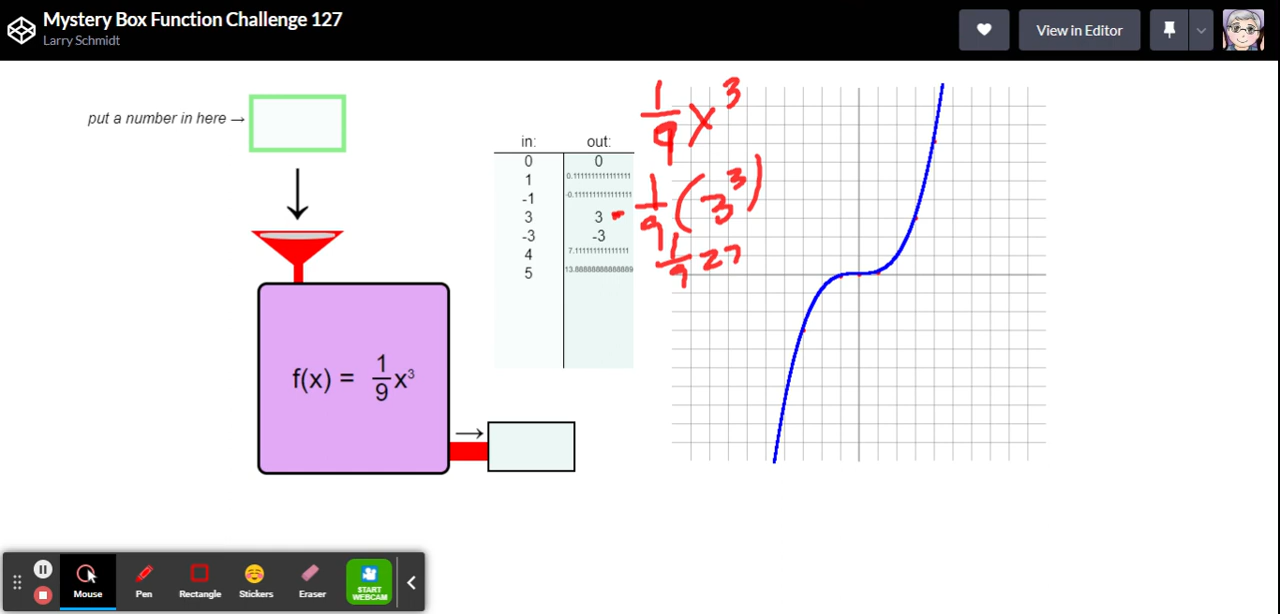 Mystery Box Function Challenge 127
Larry Schmidt
View in Editor
put a number in here →
in: out:
0 0
1 0.1111111111111111
-1 -0.1111111111111111
3 3
-3 -3
4 7.111111111111111
5 13.88888888888889
1/9 x³
- 1/9 (3³)
1/9 27
f(x) = 1/9 x³
→
Mouse
Pen
Rectangle
Stickers
Eraser
START
WEBCAM